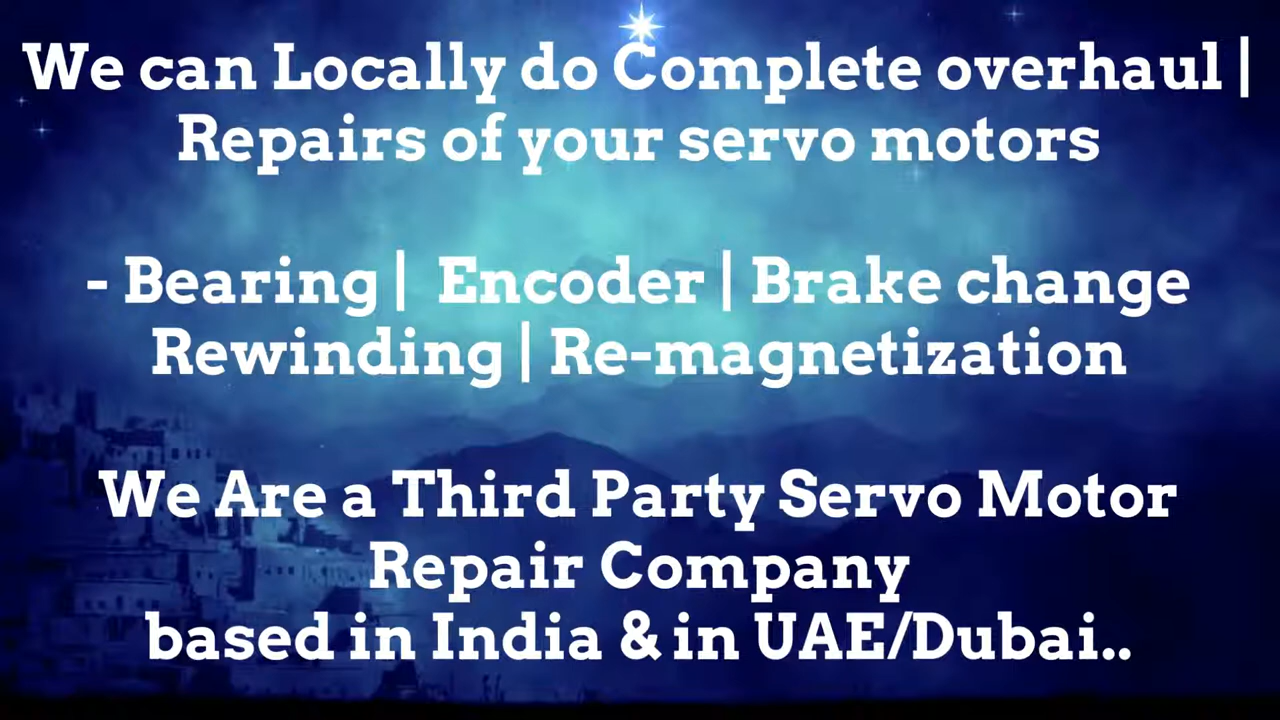 We can Locally do Complete overhaul |
Repairs of your servo motors
- Bearing | Encoder | Brake change
Rewinding | Re-magnetization
We Are a Third Party Servo Motor
Repair Company
based in India & in UAE/Dubai..